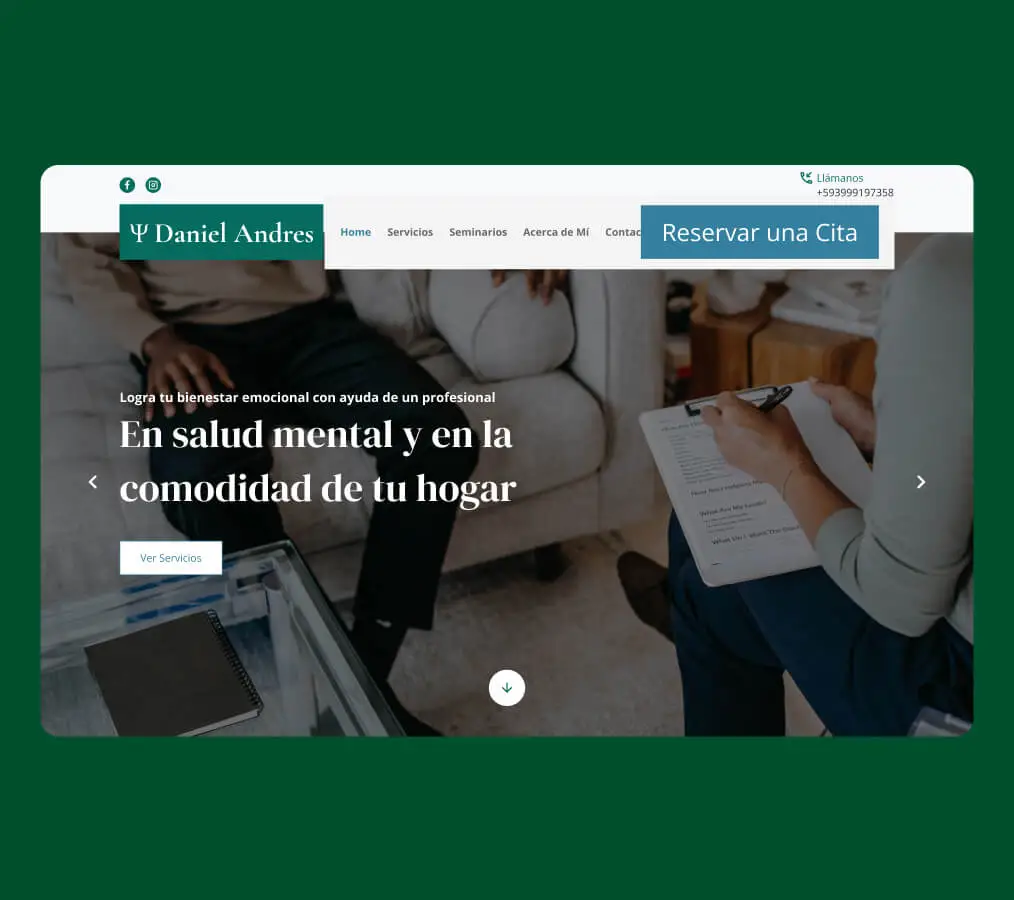 Llámanos
+593999197358
Ψ Daniel Andres
Home Servicios Seminarios Acerca de Mí Contac
Reservar una Cita
Logra tu bienestar emocional con ayuda de un profesional
En salud mental y en la
comodidad de tu hogar
Ver Servicios